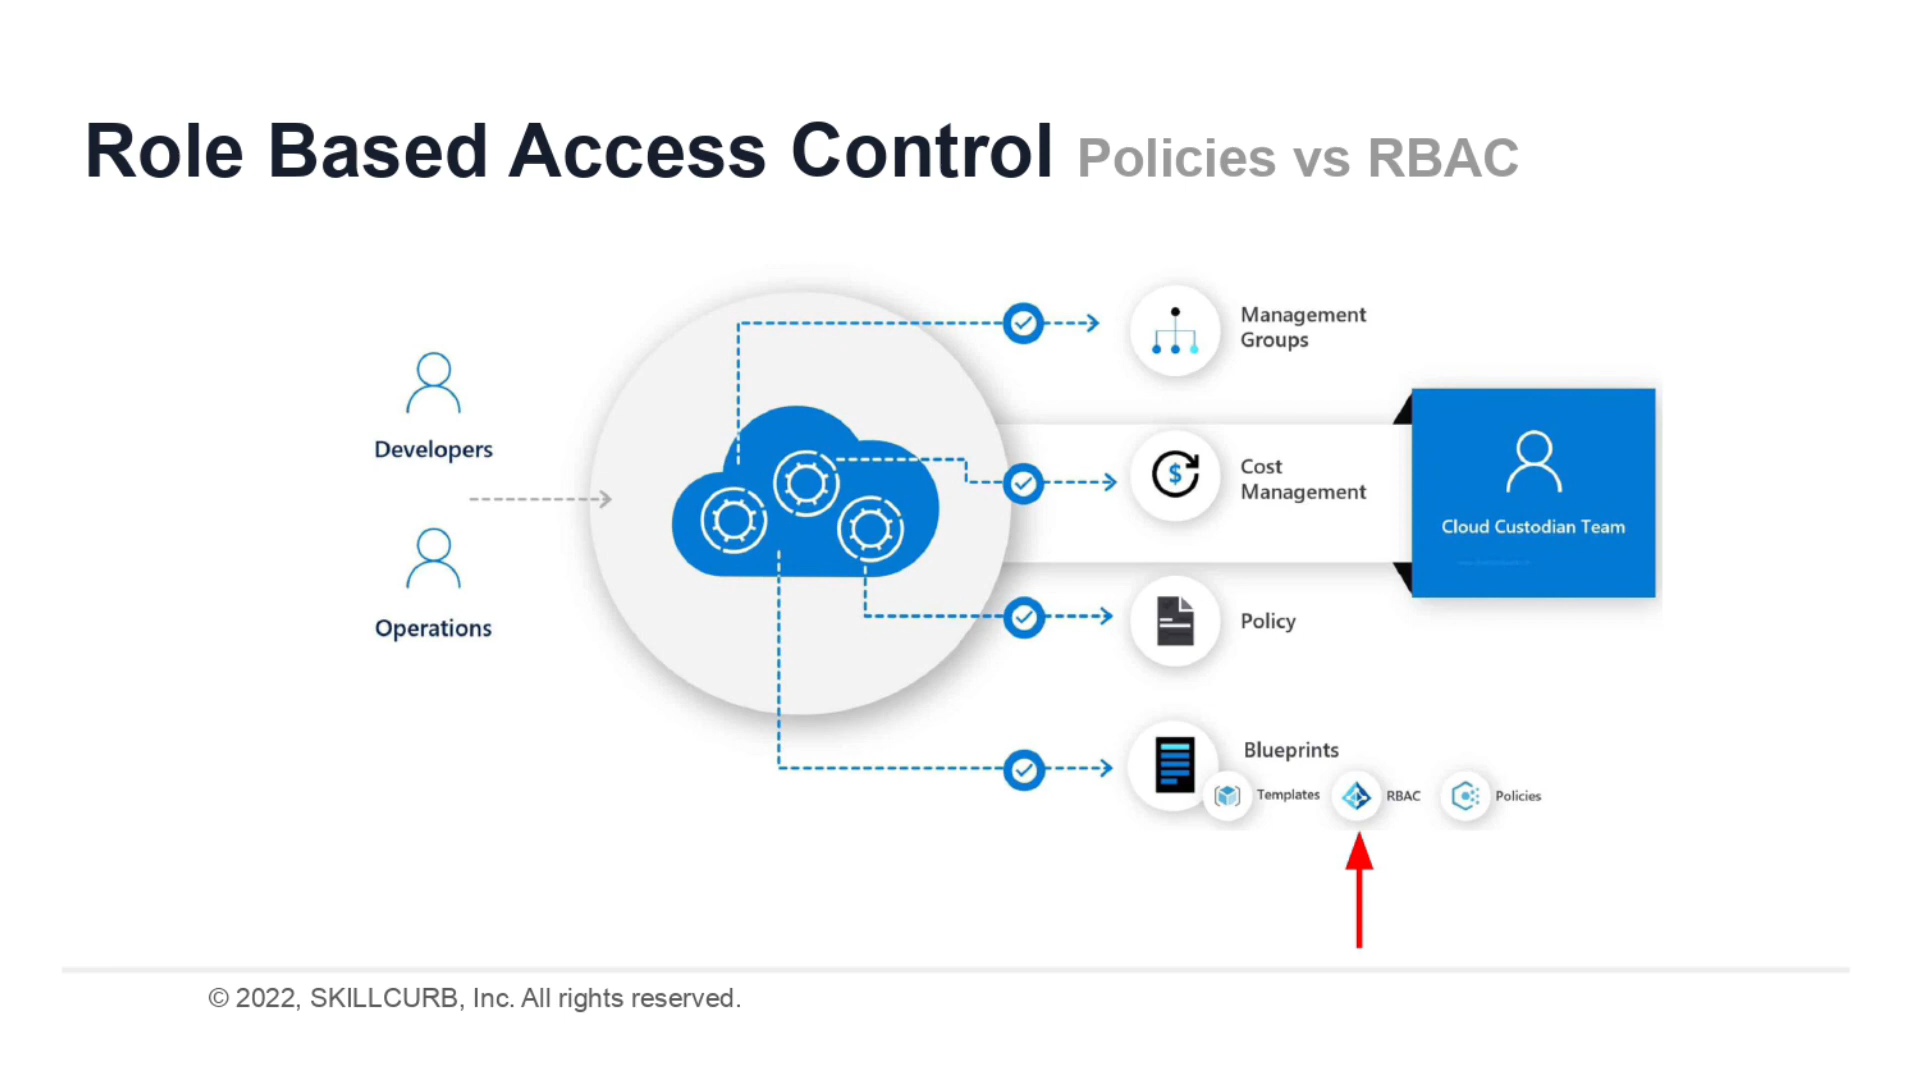 Role Based Access Control Policies vs RBAC
Developers
Operations
Management
Groups
Cost
Management
Cloud Custodian Team
Policy
Blueprints
Templates
RBAC
Policies
$
© 2022, SKILLCURB, Inc. All rights reserved.